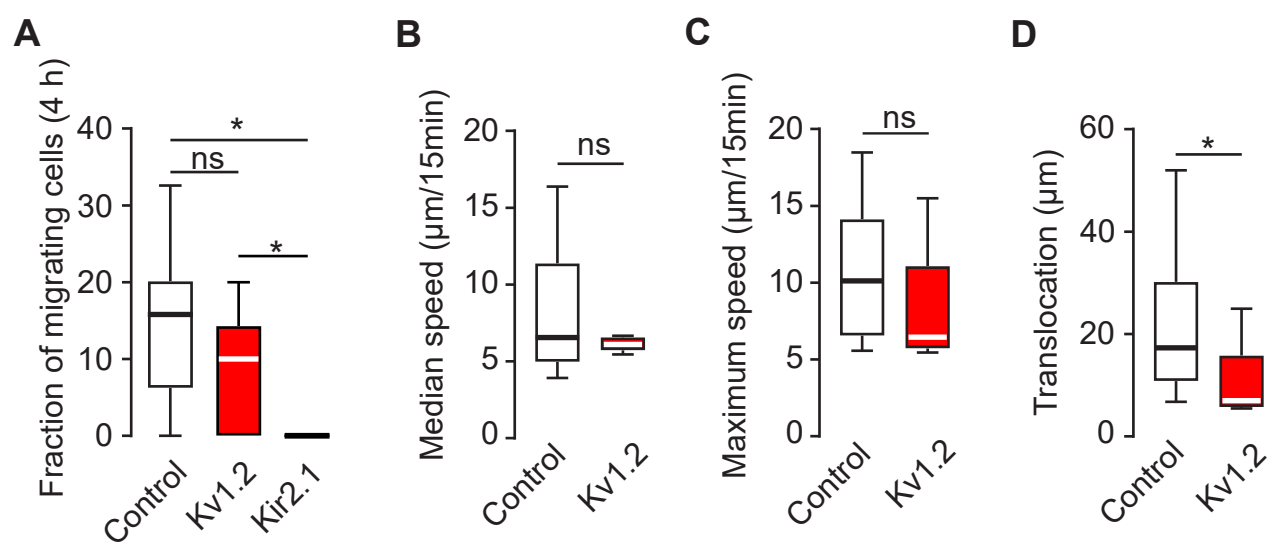 A
Fraction of migrating cells (4 h)
40
30
20
10
0
*
ns
*
Control
Kv1.2
Kir2.1
B
Median speed (µm/15min)
20
15
10
5
0
ns
Control
Kv1.2
C
Maximum speed (µm/15min)
20
15
10
5
0
ns
Control
Kv1.2
D
Translocation (µm)
60
40
20
0
*
Control
Kv1.2